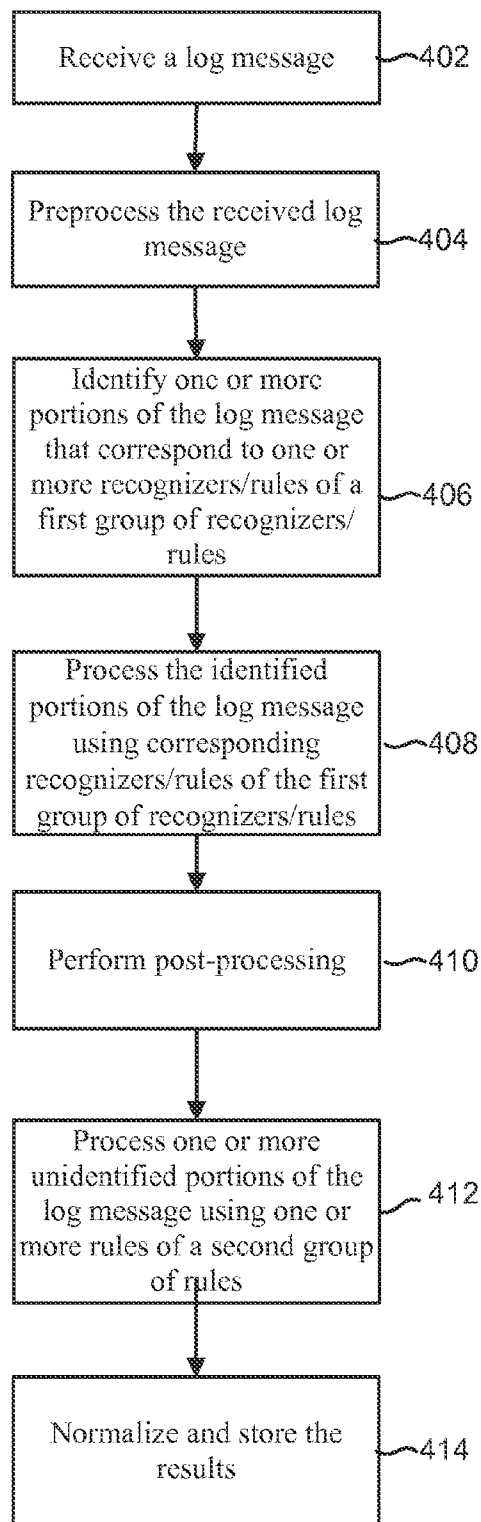 Receive a log message
402
Preprocess the received log
message
404
Identify one or more
portions of the log message
that correspond to one or
more recognizers/rules of a
first group of recognizers/
rules
406
Process the identified
portions of the log message
using corresponding
recognizers/rules of the first
group of recognizers/rules
408
Perform post-processing
410
Process one or more
unidentified portions of the
log message using one or
more rules of a second group
of rules
412
Normalize and store the
results
414